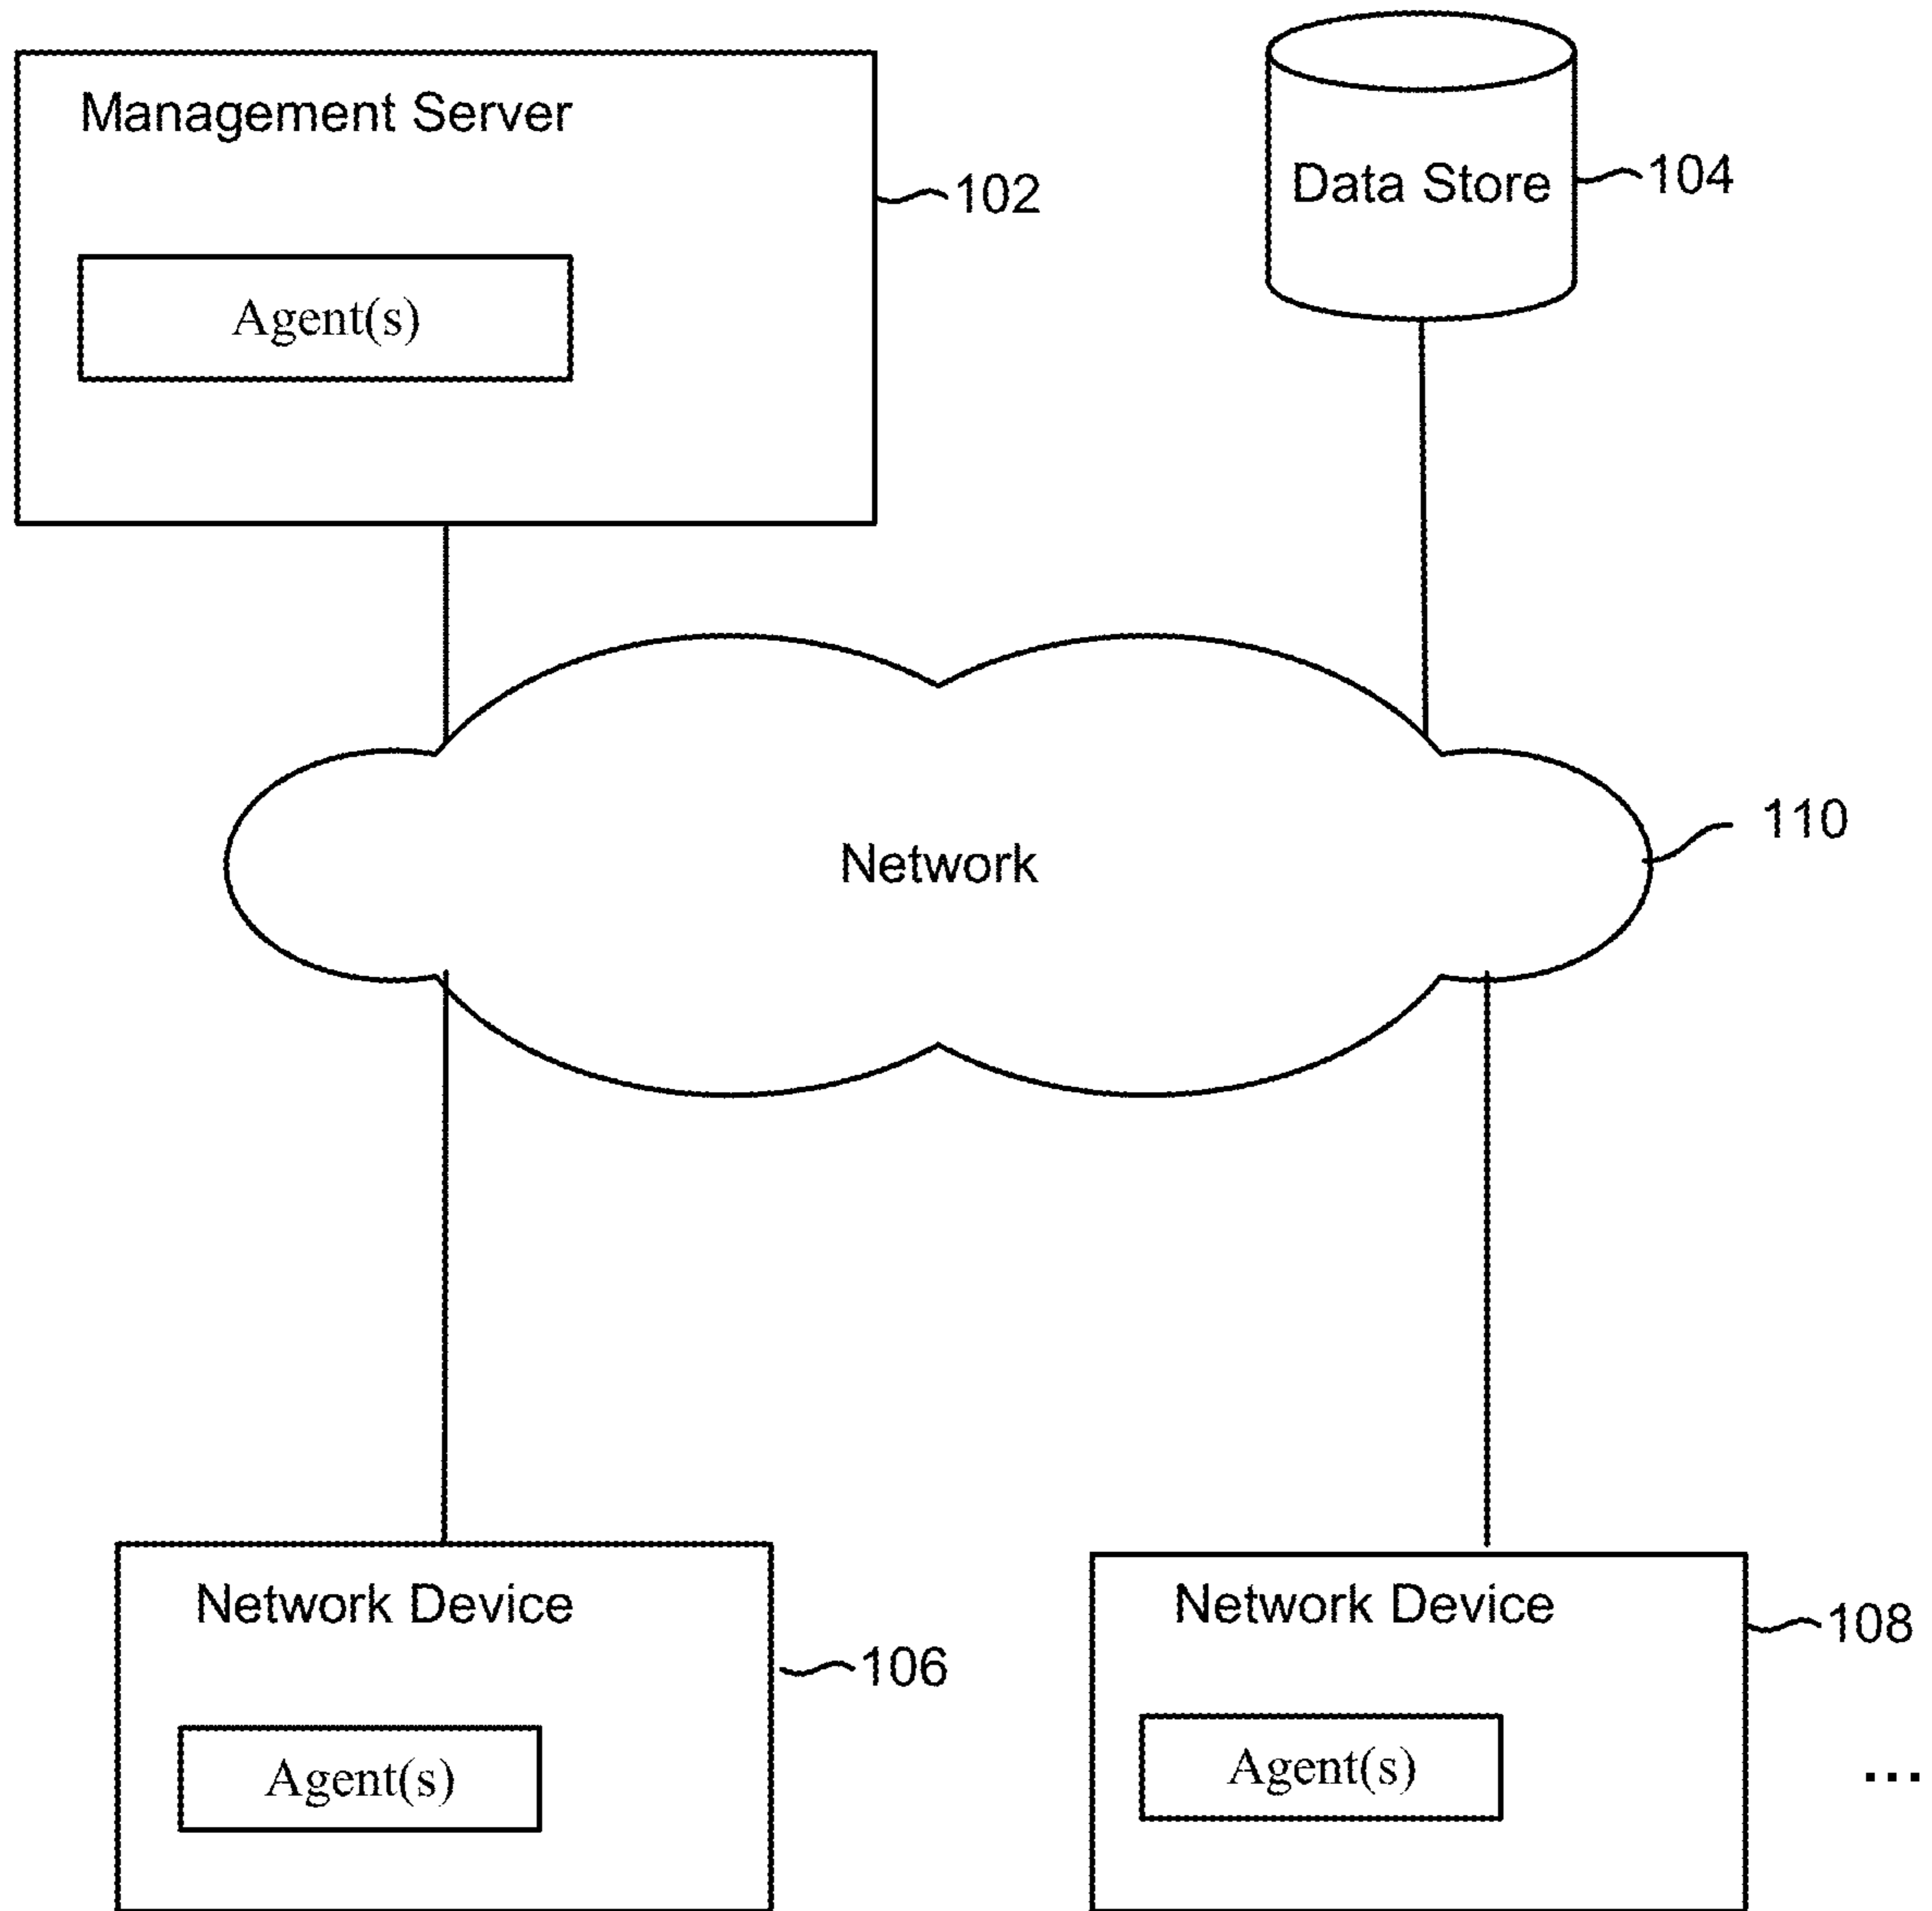 Management Server
102
Agent(s)
Data Store
104
Network
110
Network Device
106
Agent(s)
Network Device
108
Agent(s)
...